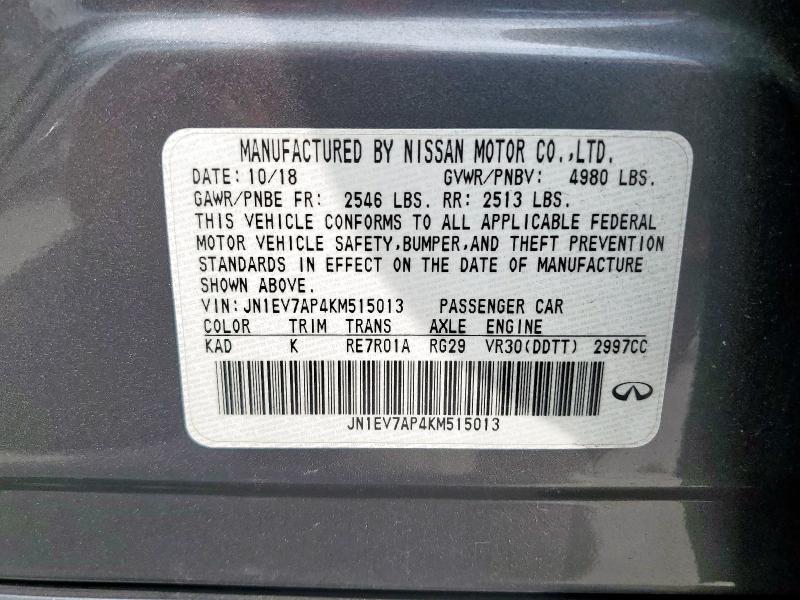 MANUFACTURED BY NISSAN MOTOR CO.,LTD.
DATE: 10/18 GVWR/PNBV: 4980 LBS.
GAWR/PNBE FR: 2546 LBS. RR: 2513 LBS.
THIS VEHICLE CONFORMS TO ALL APPLICABLE FEDERAL
MOTOR VEHICLE SAFETY,BUMPER,AND THEFT PREVENTION
STANDARDS IN EFFECT ON THE DATE OF MANUFACTURE
SHOWN ABOVE.
VIN:JN1EV7AP4KM515013 PASSENGER CAR
COLOR TRIM TRANS AXLE ENGINE
KAD K RE7R01A RG29 VR30(DDTT) 2997CC
JN1EV7AP4KM515013